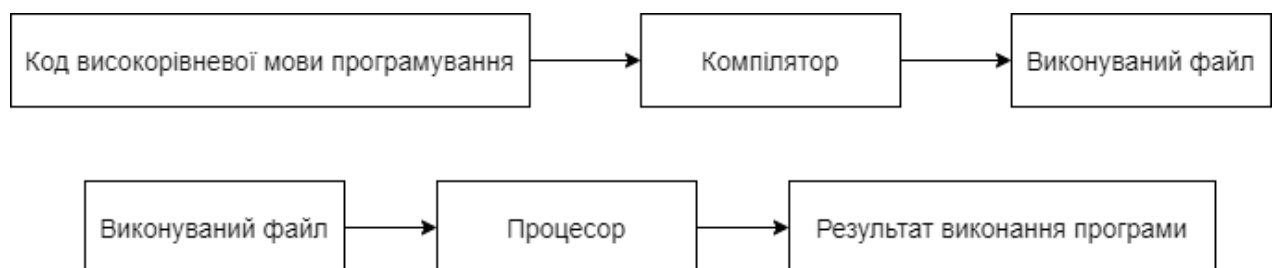 Код високорівневої мови програмування
Компілятор
Виконуваний файл
Виконуваний файл
Процесор
Результат виконання програми